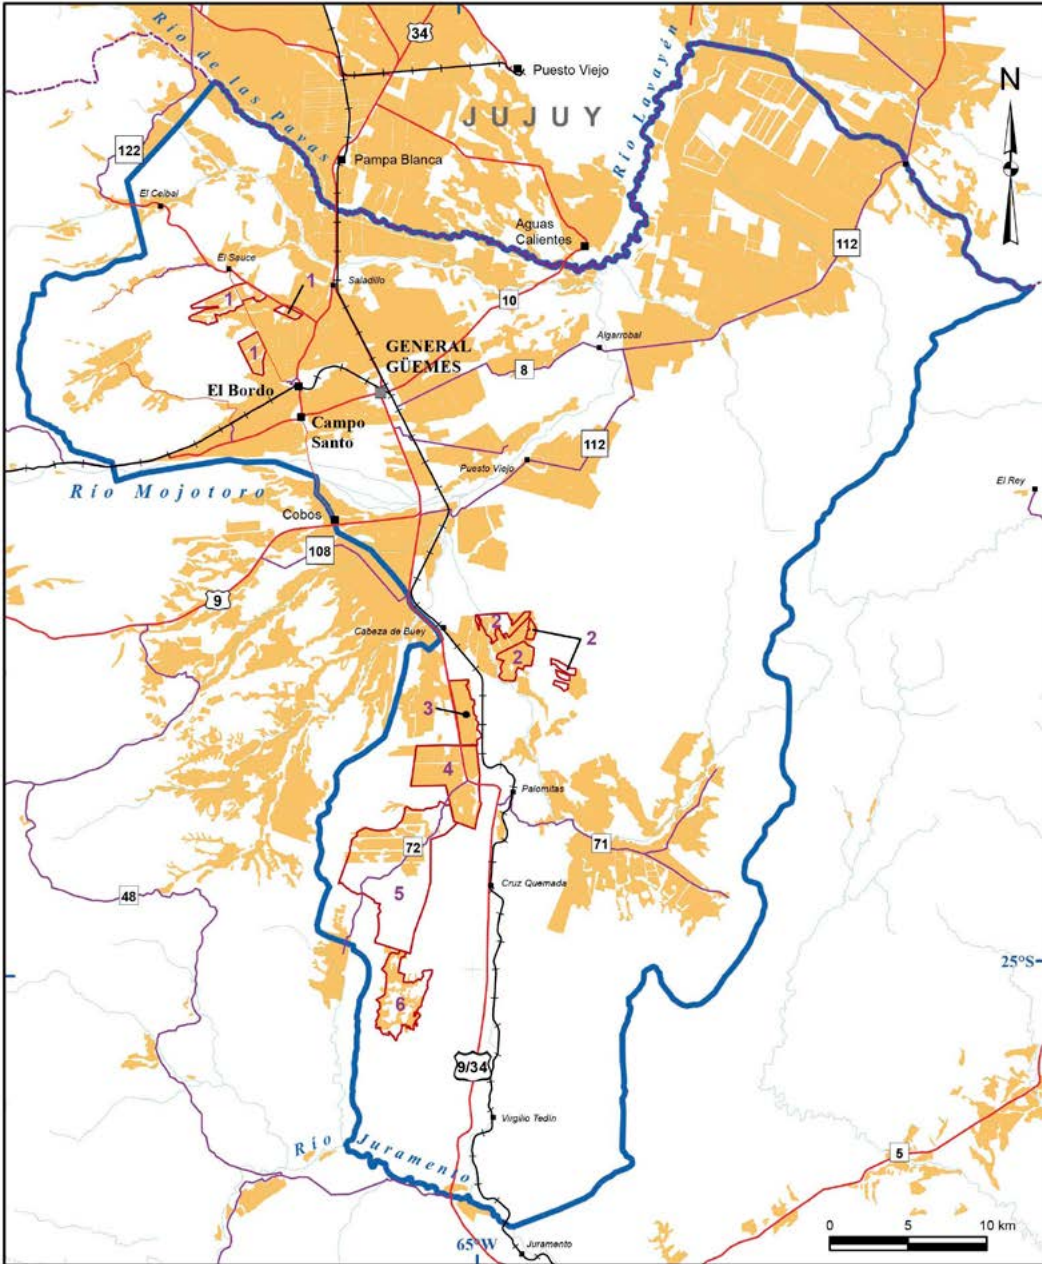 34
Puesto Viejo
JUJUY
Río de las Pavas
Río Lavayén
N
122
Pampa Blanca
El Ceibal
Aguas
Calientes
112
El Sauce
1
1
Saladillo
10
1
GENERAL
GÜEMES
Algarrobal
8
El Bordo
Campo
Santo
112
Puesto Viejo
Río Mojotoro
El Rey
Cobos
108
9
Cabeza de Buey
2
2
2
3
4
Palomitas
72
71
5
Cruz Quemada
48
25°S
6
9/34
Virgilio Tedín
Río Juramento
5
65°W
Juramento
0 5 10 km